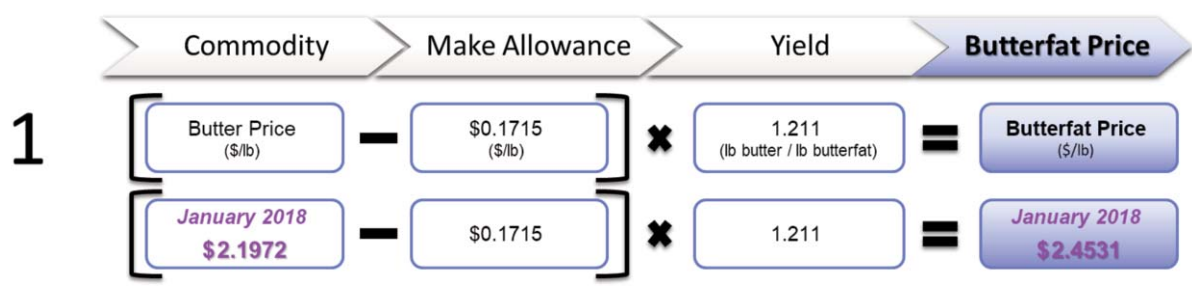 Commodity Make Allowance Yield Butterfat Price
1
Butter Price $0.1715 1.211 Butterfat Price
($/lb) ($/lb) (lb butter / lb butterfat) ($/lb)
[ − ] × =
January 2018 January 2018
$2.1972 $0.1715 1.211 $2.4531
[ − ] × =